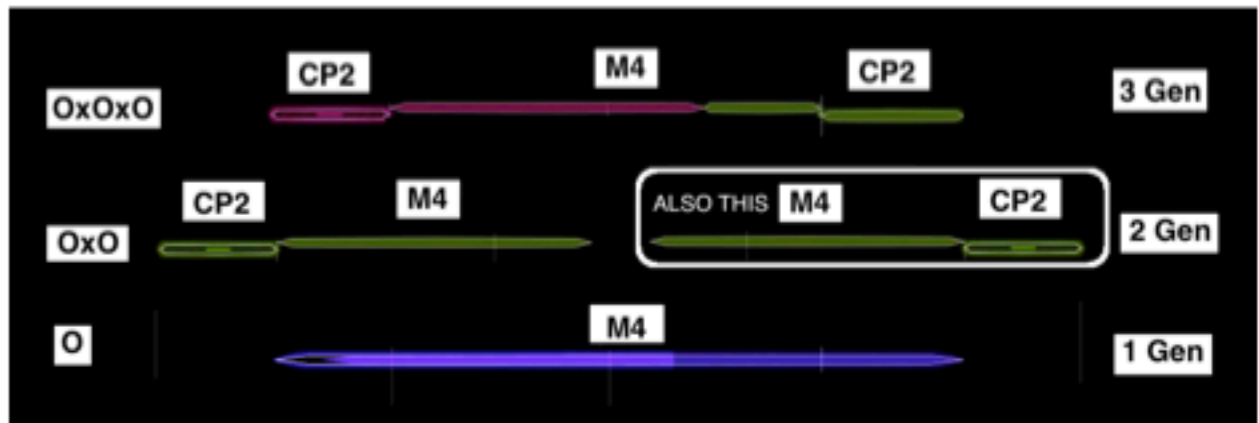 CP2
M4
CP2
3 Gen
OxOxO
CP2
M4
ALSO THIS M4
CP2
2 Gen
OxO
M4
O
1 Gen